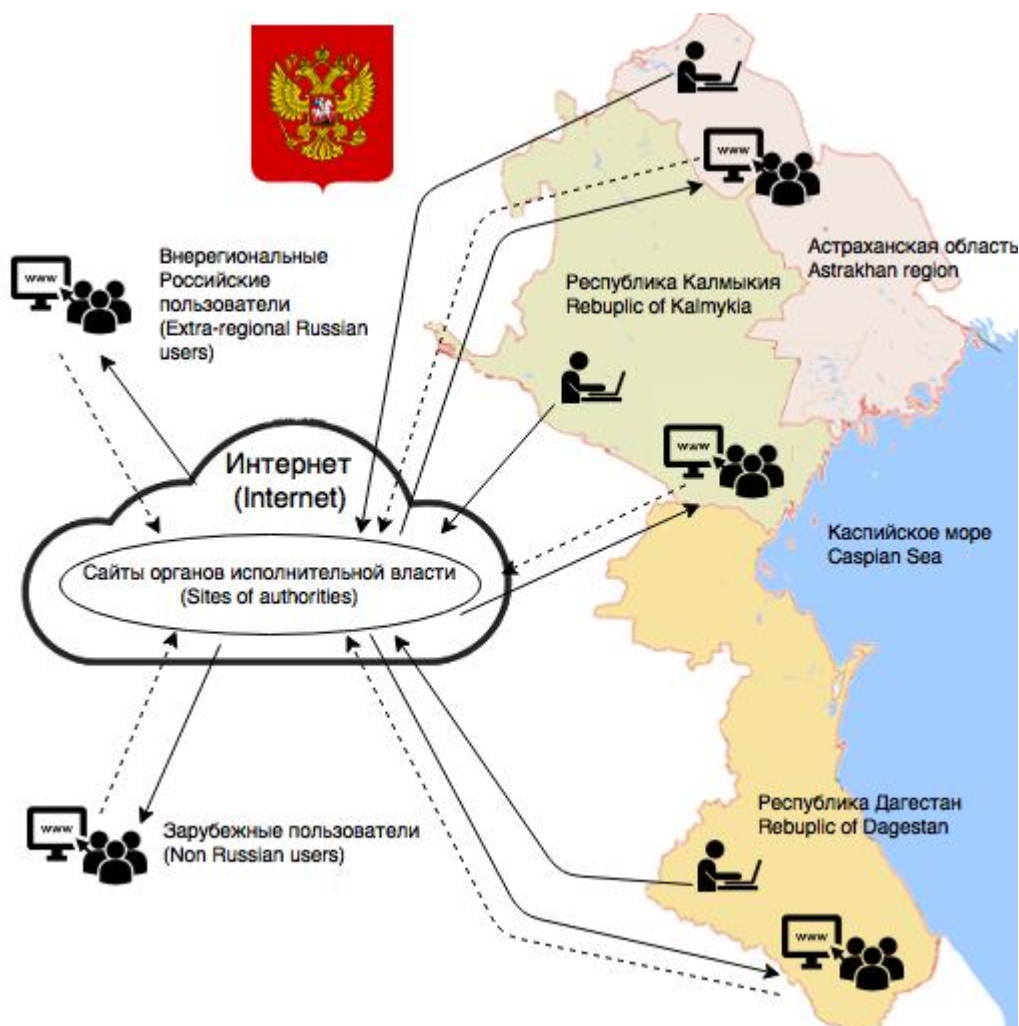 www
www
Астраханская область
Astrakhan region
Внерегиональные
Российские
пользователи
(Extra-regional Russian
users)
www
Республика Калмыкия
Rebuplic of Kalmykia
www
Интернет
(Internet)
Каспийское море
Caspian Sea
Сайты органов исполнительной власти
(Sites of authorities)
Республика Дагестан
Rebuplic of Dagestan
www
Зарубежные пользователи
(Non Russian users)
www